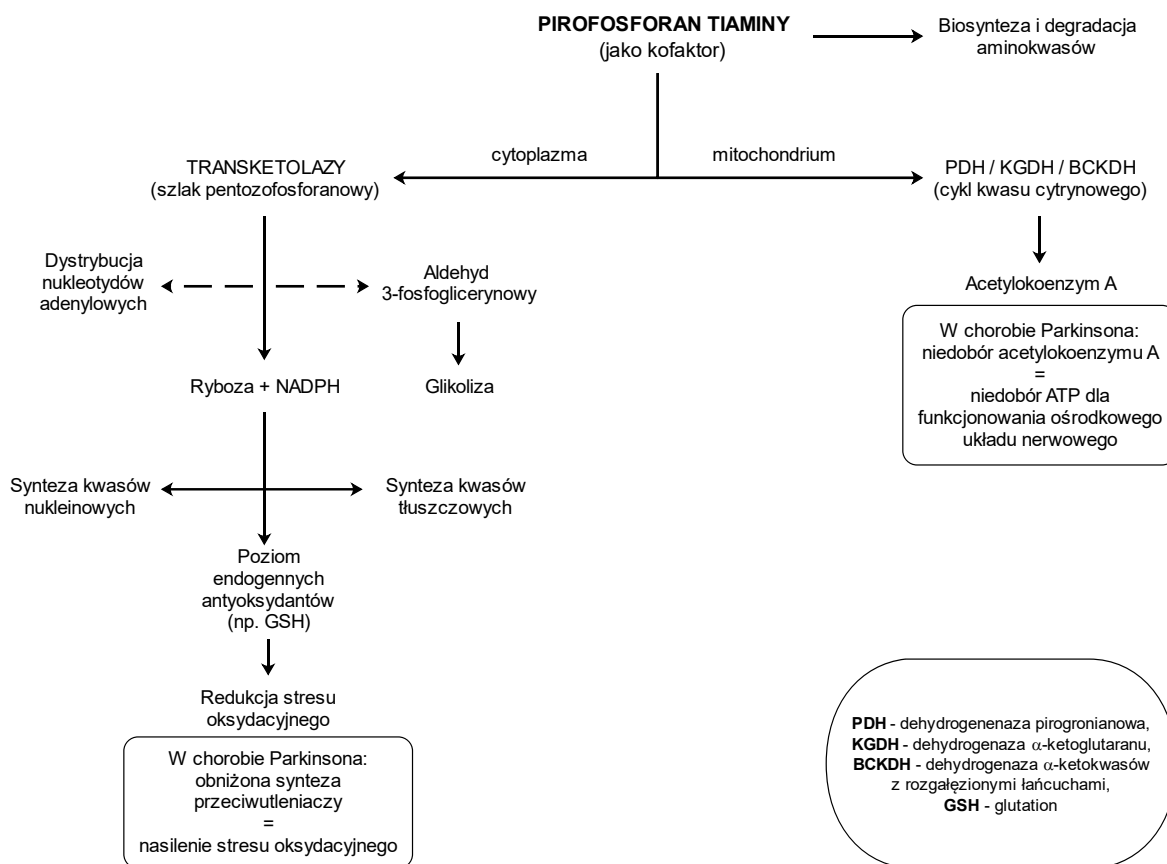 PIROFOSFORAN TIAMINY
(jako kofaktor)
Biosynteza i degradacja
aminokwasów
cytoplazma
mitochondrium
TRANSKETOLAZY
(szlak pentozofosforanowy)
PDH / KGDH / BCKDH
(cykl kwasu cytrynowego)
Dystrybucja
nukleotydów
adenylowych
Aldehyd
3-fosfoglicerynowy
Acetylokoenzym A
W chorobie Parkinsona:
niedobór acetylokoenzymu A
=
niedobór ATP dla
funkcjonowania ośrodkowego
układu nerwowego
Ryboza + NADPH
Glikoliza
Synteza kwasów
nukleinowych
Synteza kwasów
tłuszczowych
Poziom
endogennych
antyoksydantów
(np. GSH)
Redukcja stresu
oksydacyjnego
W chorobie Parkinsona:
obniżona synteza
przeciwutleniaczy
=
nasilenie stresu oksydacyjnego
PDH - dehydrogenenaza pirogronianowa,
KGDH - dehydrogenaza α-ketoglutaranu,
BCKDH - dehydrogenaza α-ketokwasów
z rozgałęzionymi łańcuchami,
GSH - glutation